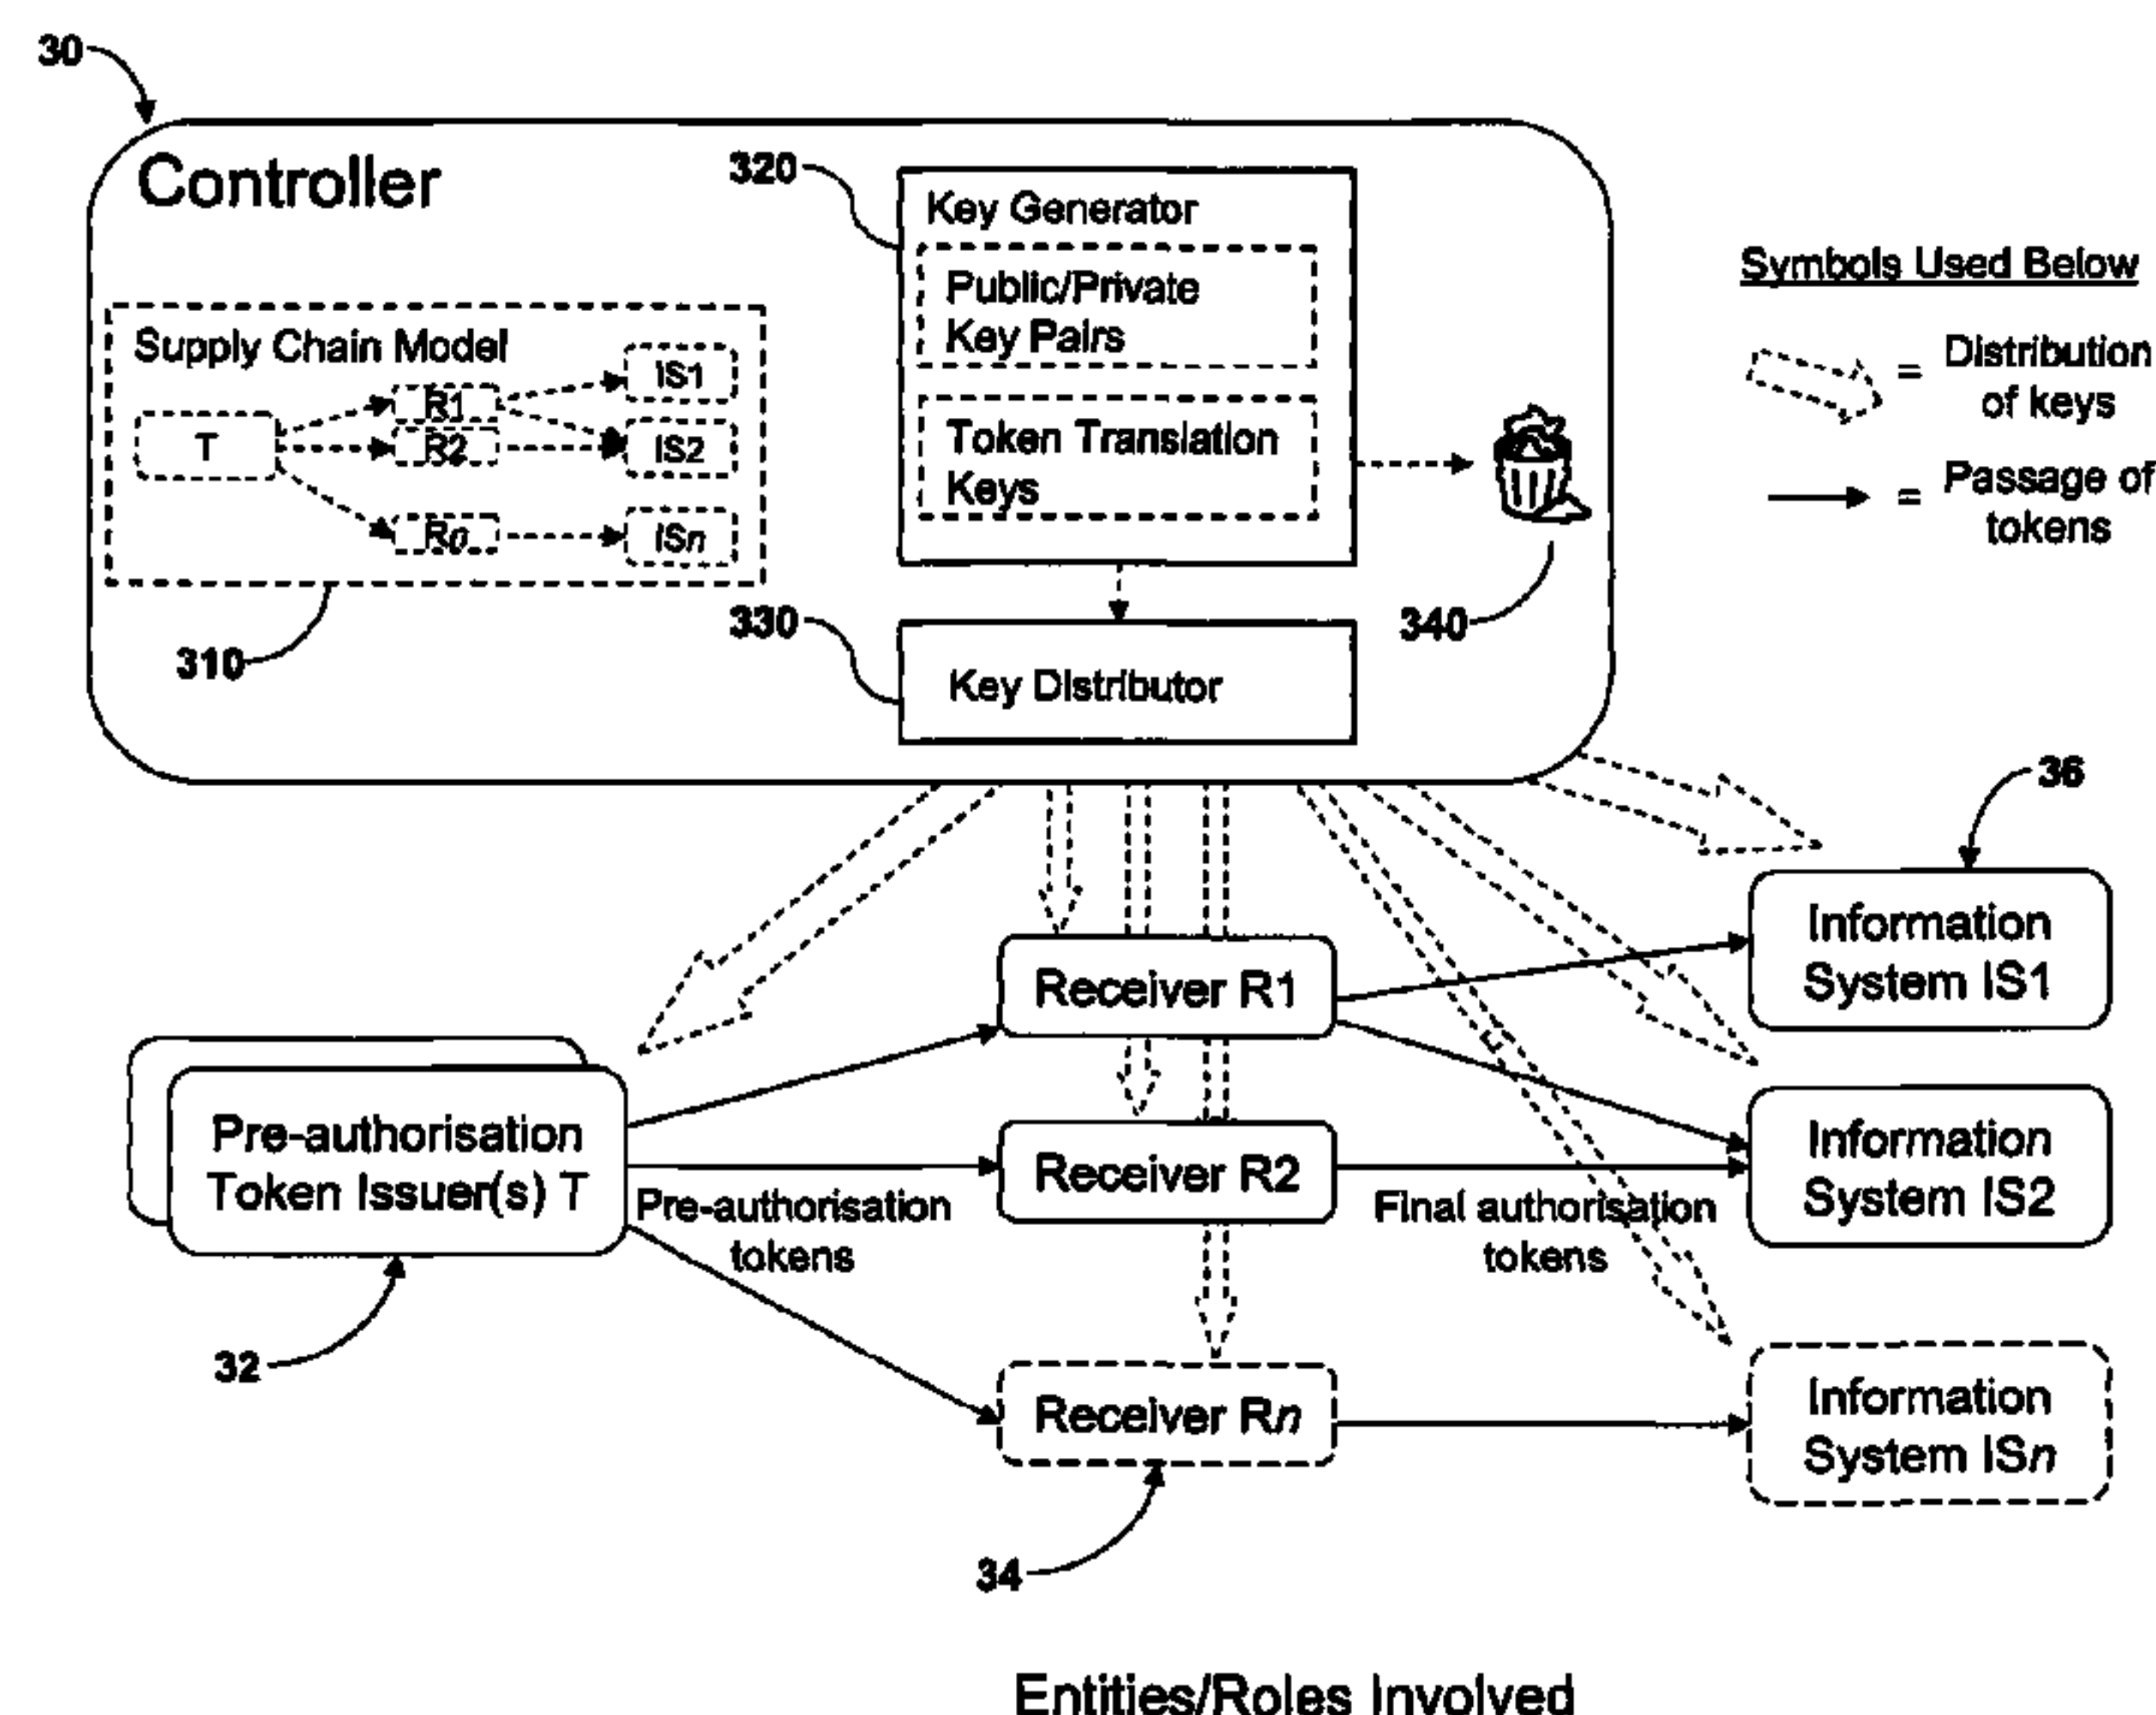 30
Controller
320
Key Generator
Public/Private
Key Pairs
Token Translation
Keys
Supply Chain Model
T
R1
R2
Rn
IS1
IS2
ISn
310
330
Key Distributor
340
Symbols Used Below
= Distribution
of keys
= Passage of
tokens
36
Receiver R1
Information
System IS1
Pre-authorisation
Token Issuer(s) T
Pre-authorisation
tokens
Receiver R2
Final authorisation
tokens
Information
System IS2
32
Receiver Rn
Information
System ISn
34
Entities/Roles Involved